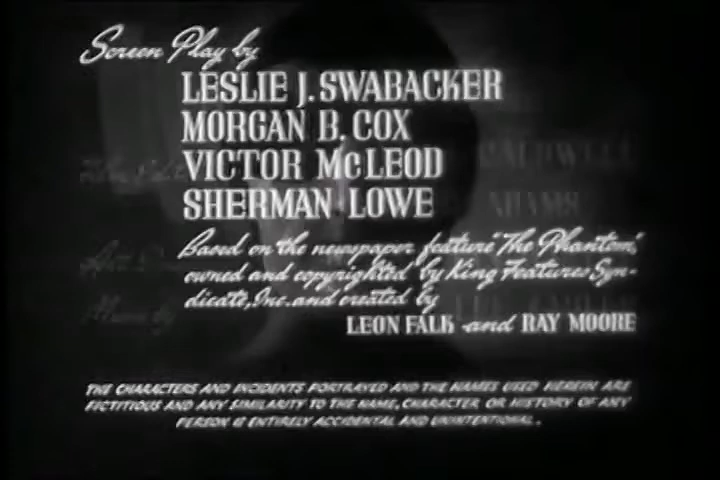 Screen Play by
LESLIE J. SWABACKER
MORGAN B. COX
VICTOR McLEOD
SHERMAN LOWE
CALDWELL
ADAMS
Based on the newspaper feature "The Phantom,"
owned and copyrighted by King Features Syn-
dicate, Inc. and created by
LEON FALK and RAY MOORE
THE CHARACTERS AND INCIDENTS PORTRAYED AND THE NAMES USED HEREIN ARE
FICTITIOUS AND ANY SIMILARITY TO THE NAME, CHARACTER OR HISTORY OF ANY
PERSON IS ENTIRELY ACCIDENTAL AND UNINTENTIONAL.